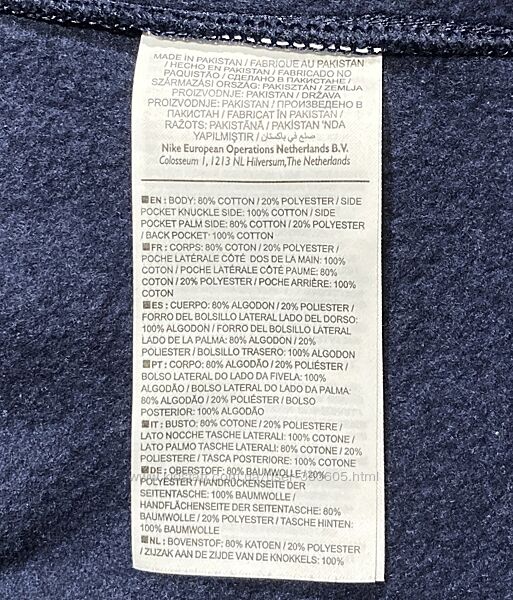 MADE IN PAKISTAN / FABRIQUE AU PAKISTAN
/ HECHO EN PAKISTAN / FABRICADO NO
PAQUISTÃO / СДЕЛАНО В ПАКИСТАНЕ /
SZÁRMAZÁSI ORSZÁG: PAKISZTÁN / ZEMLJA
PROIZVODNJE: PAKISTAN / DRŽAVA
PROIZVODNJE: PAKISTAN / ПРОИЗВЕДЕНО В
ПАКИСТАН / FABRICAT ÎN PAKISTAN /
RAŽOTS: PAKISTĀNĀ / PAKİSTAN 'NDA
YAPILMIŞTIR / صنع في باكستان
Nike European Operations Netherlands B.V.
Colosseum 1, 1213 NL Hilversum, The Netherlands
EN : BODY: 80% COTTON / 20% POLYESTER / SIDE
POCKET KNUCKLE SIDE: 100% COTTON / SIDE
POCKET PALM SIDE: 80% COTTON / 20% POLYESTER
/ BACK POCKET: 100% COTTON
FR : CORPS: 80% COTON / 20% POLYESTER /
POCHE LATÉRALE CÔTÉ DOS DE LA MAIN: 100%
COTON / POCHE LATÉRALE CÔTÉ PAUME: 80%
COTON / 20% POLYESTER / POCHE ARRIÈRE: 100%
COTON
ES : CUERPO: 80% ALGODON / 20% POLIESTER /
FORRO DEL BOLSILLO LATERAL LADO DEL DORSO:
100% ALGODON / FORRO DEL BOLSILLO LATERAL
LADO DE LA PALMA: 80% ALGODON / 20%
POLIESTER / BOLSILLO TRASERO: 100% ALGODON
PT : CORPO: 80% ALGODÃO / 20% POLIÉSTER /
BOLSO LATERAL DO LADO DA FIVELA: 100%
ALGODÃO / BOLSO LATERAL DO LADO DA PALMA:
80% ALGODÃO / 20% POLIÉSTER / BOLSO
POSTERIOR: 100% ALGODÃO
IT : BUSTO: 80% COTONE / 20% POLIESTERE /
LATO NOCCHE TASCHE LATERALI: 100% COTONE /
LATO PALMO TASCHE LATERALI: 80% COTONE / 20%
POLIESTERE / TASCA POSTERIORE: 100% COTONE
DE : OBERSTOFF: 80% BAUMWOLLE / 20%
POLYESTER / HANDRÜCKENSEITE DER
SEITENTASCHE: 100% BAUMWOLLE /
HANDFLÄCHENSEITE DER SEITENTASCHE: 80%
BAUMWOLLE / 20% POLYESTER / TASCHE HINTEN:
100% BAUMWOLLE
NL : BOVENSTOF: 80% KATOEN / 20% POLYESTER
/ ZIJZAK AAN DE ZIJDE VAN DE KNOKKELS: 100%